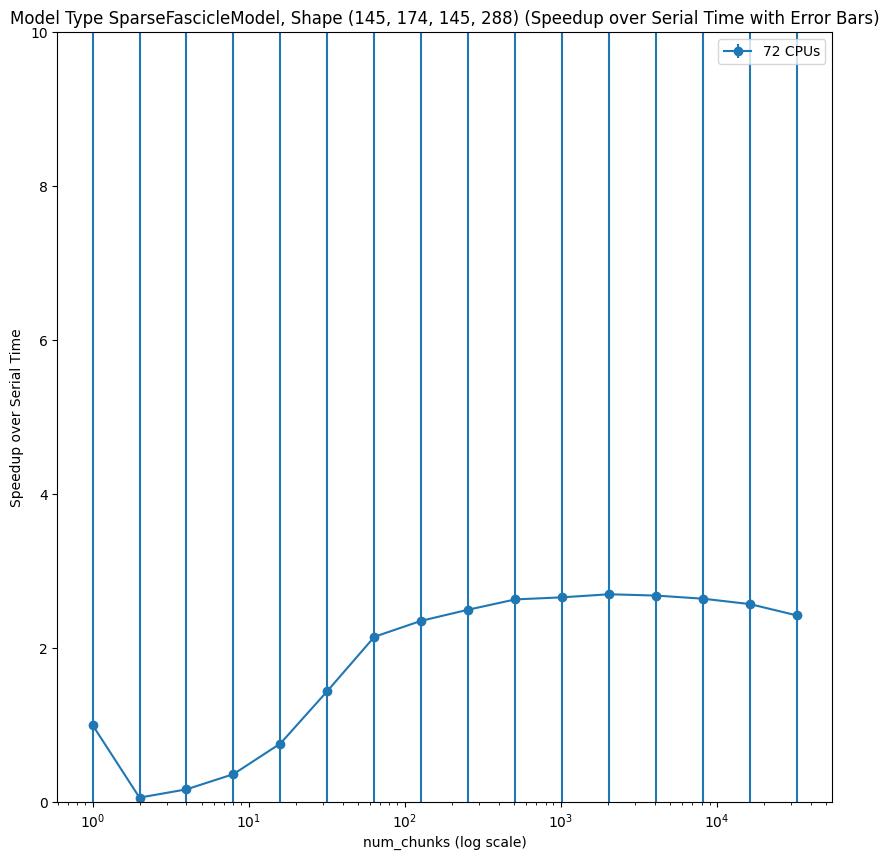 Model Type SparseFascicleModel, Shape (145, 174, 145, 288) (Speedup over Serial Time with Error Bars)
72 CPUs
Speedup over Serial Time
10
8
6
4
2
0
10⁰ 10¹ 10² 10³ 10⁴
num_chunks (log scale)